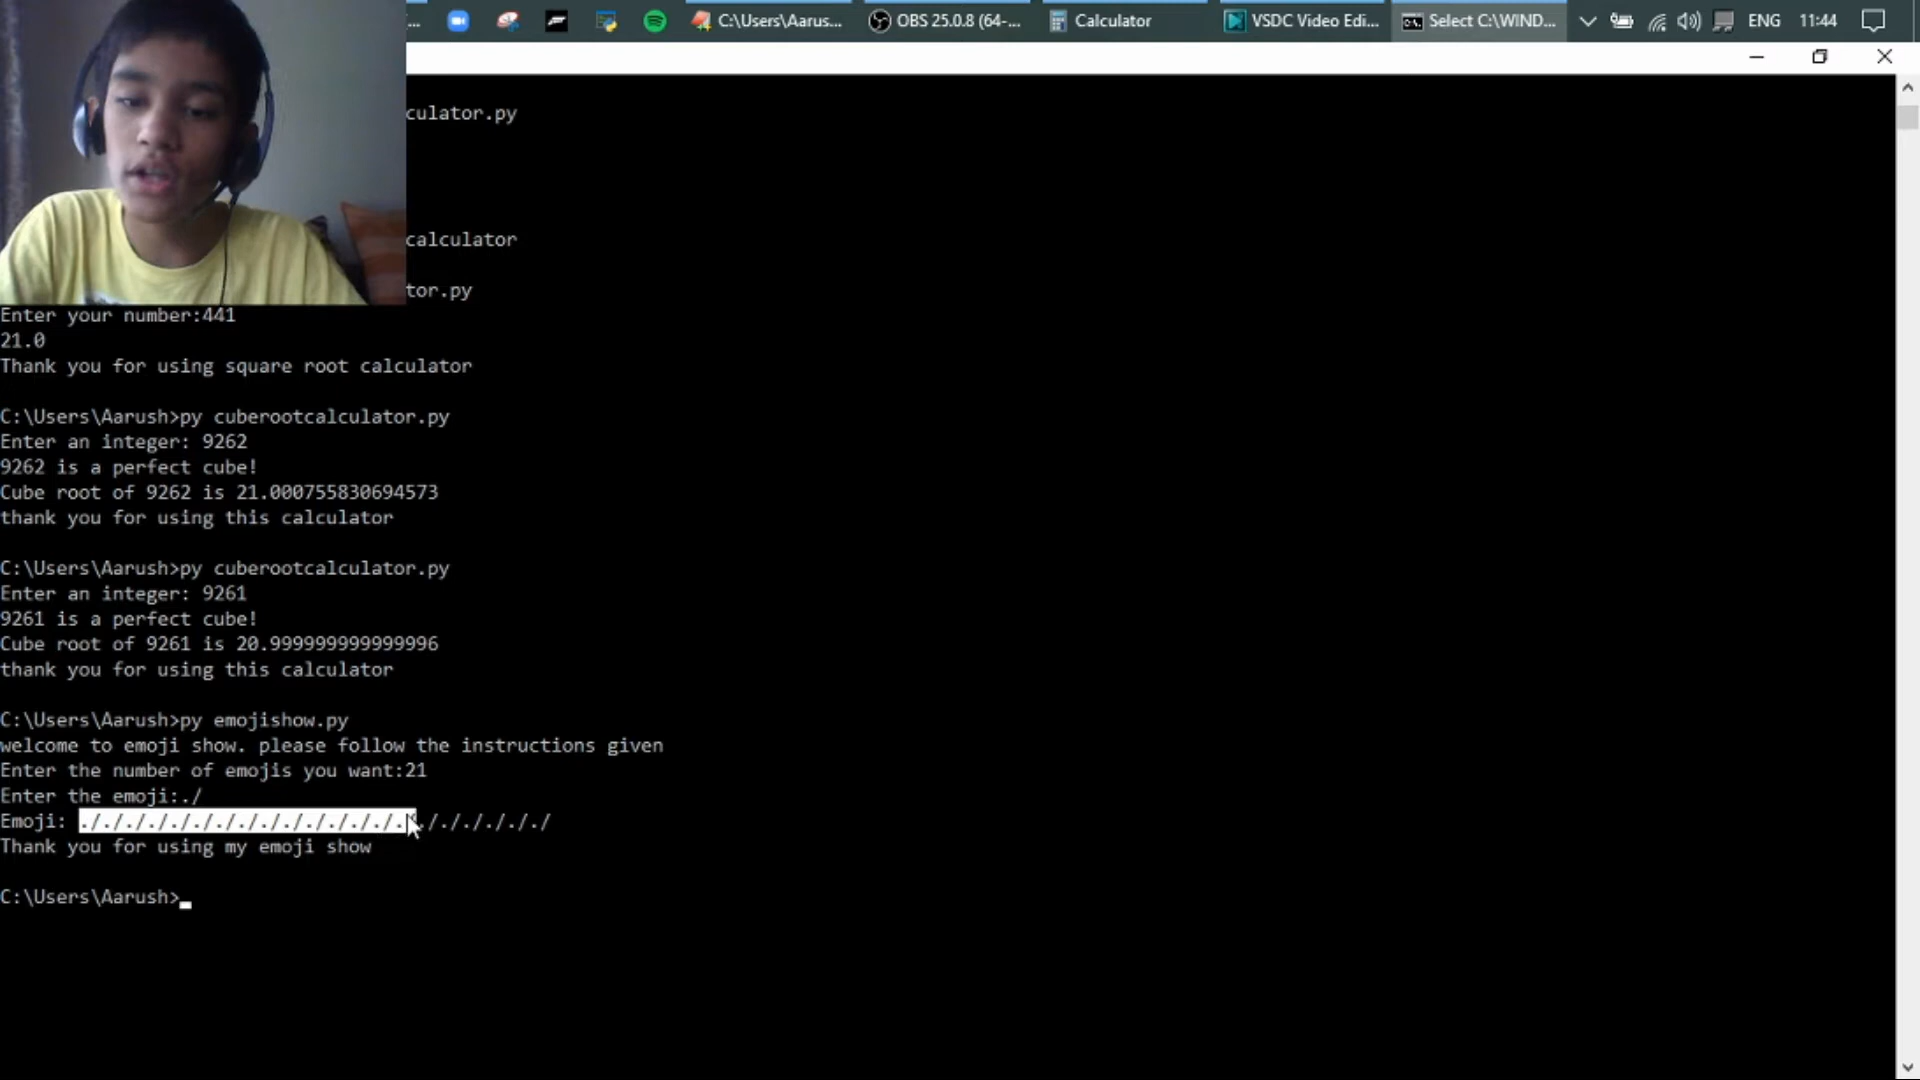 ...
C:\Users\Aarus...
OBS 25.0.8 (64-...
Calculator
VSDC Video Edi...
Select C:\WIND...
ENG
11:44
culator.py
calculator
tor.py
Enter your number:441
21.0
Thank you for using square root calculator
C:\Users\Aarush>py cuberootcalculator.py
Enter an integer: 9262
9262 is a perfect cube!
Cube root of 9262 is 21.000755830694573
thank you for using this calculator
C:\Users\Aarush>py cuberootcalculator.py
Enter an integer: 9261
9261 is a perfect cube!
Cube root of 9261 is 20.999999999999996
thank you for using this calculator
C:\Users\Aarush>py emojishow.py
welcome to emoji show. please follow the instructions given
Enter the number of emojis you want:21
Enter the emoji:./
Emoji: ./././././././././././././././././././././
Thank you for using my emoji show
C:\Users\Aarush>